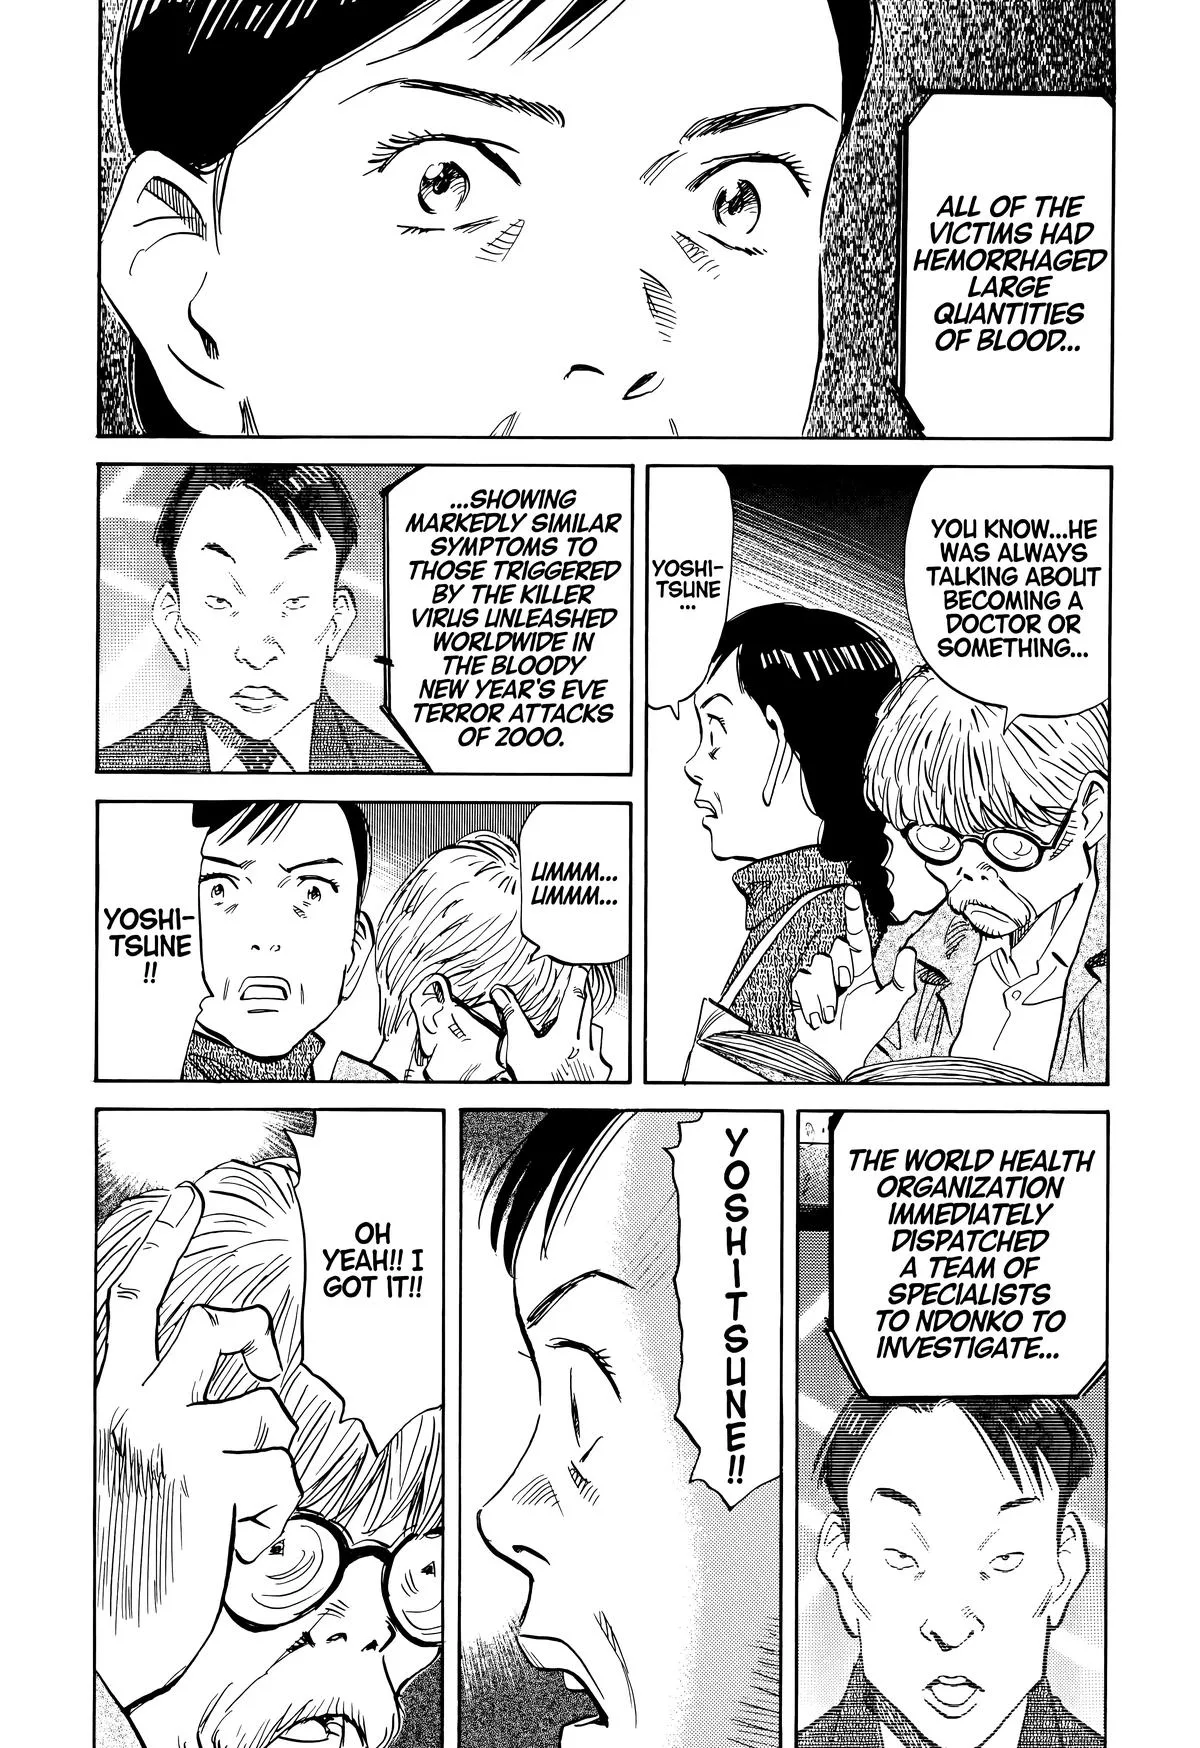 ALL OF THE
VICTIMS HAD
HEMORRHAGED
LARGE
QUANTITIES
OF BLOOD...
YOU KNOW...HE
WAS ALWAYS
TALKING ABOUT
BECOMING A
DOCTOR OR
SOMETHING...
YOSHI-
TSUNE
...
...SHOWING
MARKEDLY SIMILAR
SYMPTOMS TO
THOSE TRIGGERED
BY THE KILLER
VIRUS UNLEASHED
WORLDWIDE IN
THE BLOODY
NEW YEAR'S EVE
TERROR ATTACKS
OF 2000.
UMMM...
UMMM...
YOSHI-
TSUNE
!!
THE WORLD HEALTH
ORGANIZATION
IMMEDIATELY
DISPATCHED
A TEAM OF
SPECIALISTS
TO NDONKO TO
INVESTIGATE...
YOSHITSUNE!!
OH
YEAH!! I
GOT IT!!